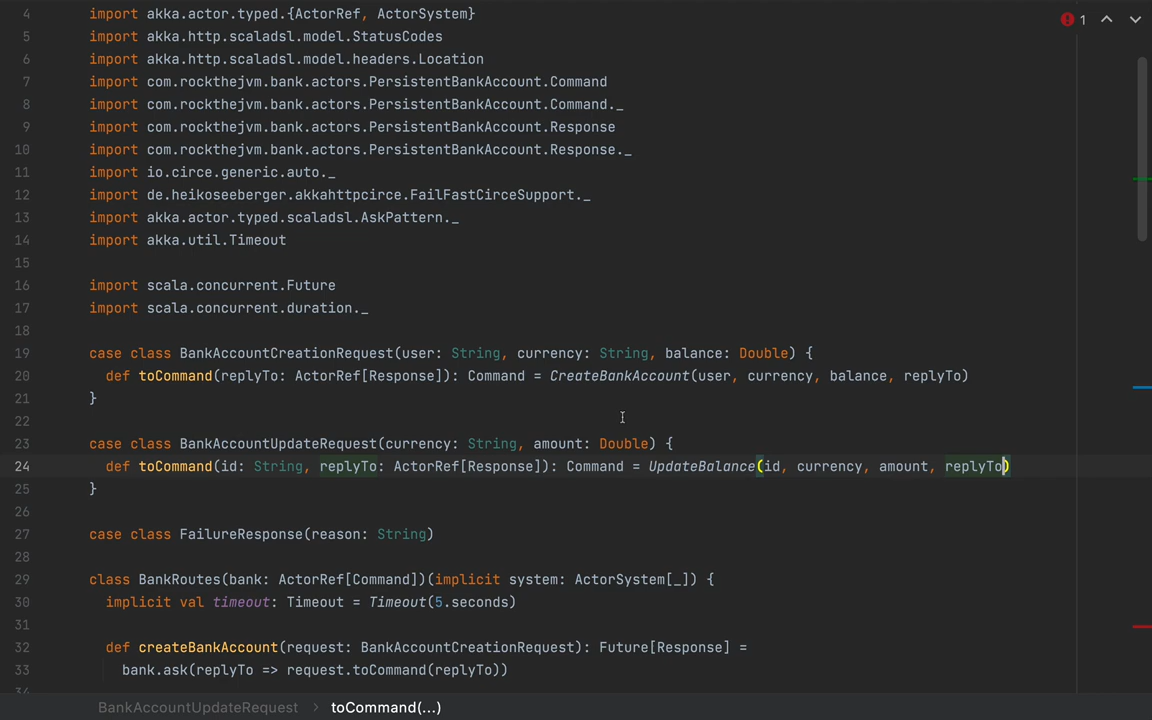 4 import akka.actor.typed.{ActorRef, ActorSystem}
5 import akka.http.scaladsl.model.StatusCodes
6 import akka.http.scaladsl.model.headers.Location
7 import com.rockthejvm.bank.actors.PersistentBankAccount.Command
8 import com.rockthejvm.bank.actors.PersistentBankAccount.Command._
9 import com.rockthejvm.bank.actors.PersistentBankAccount.Response
10 import com.rockthejvm.bank.actors.PersistentBankAccount.Response._
11 import io.circe.generic.auto._
12 import de.heikoseeberger.akkahttpcirce.FailFastCirceSupport._
13 import akka.actor.typed.scaladsl.AskPattern._
14 import akka.util.Timeout
15
16 import scala.concurrent.Future
17 import scala.concurrent.duration._
18
19 case class BankAccountCreationRequest(user: String, currency: String, balance: Double) {
20 def toCommand(replyTo: ActorRef[Response]): Command = CreateBankAccount(user, currency, balance, replyTo)
21 }
22
23 case class BankAccountUpdateRequest(currency: String, amount: Double) {
24 def toCommand(id: String, replyTo: ActorRef[Response]): Command = UpdateBalance(id, currency, amount, replyTo)
25 }
26
27 case class FailureResponse(reason: String)
28
29 class BankRoutes(bank: ActorRef[Command])(implicit system: ActorSystem[_]) {
30 implicit val timeout: Timeout = Timeout(5.seconds)
31
32 def createBankAccount(request: BankAccountCreationRequest): Future[Response] =
33 bank.ask(replyTo => request.toCommand(replyTo))
34
1
BankAccountUpdateRequest > toCommand(...)